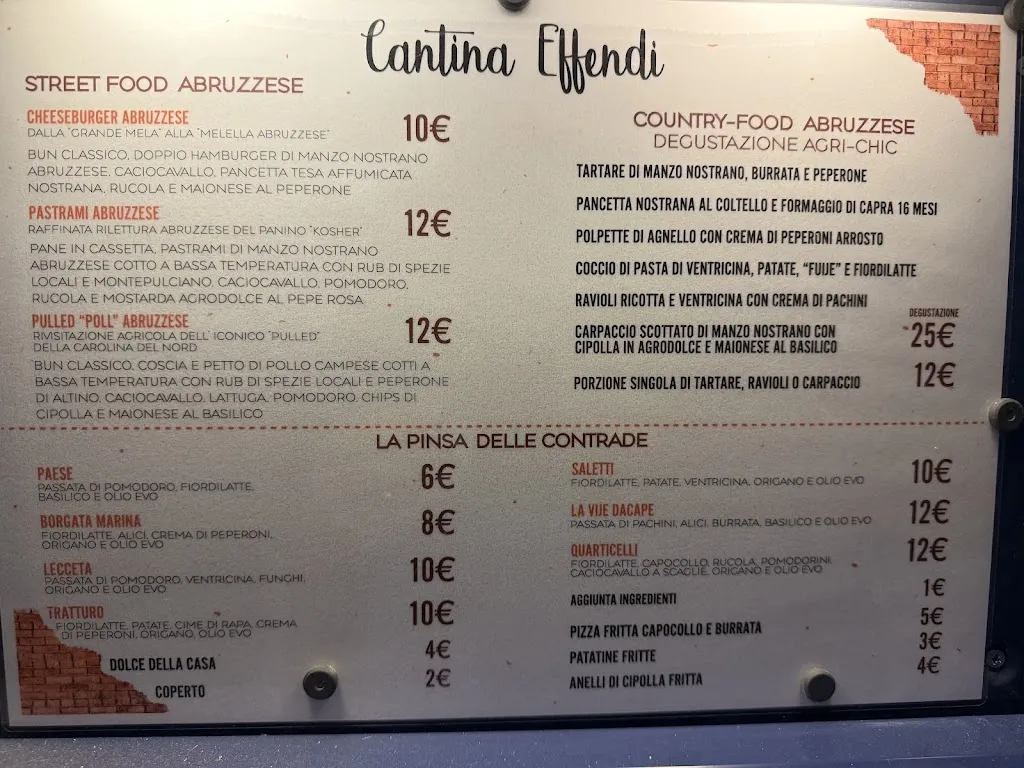 Cantina Effendi
STREET FOOD ABRUZZESE
CHEESEBURGER ABRUZZESE
DALLA "GRANDE MELA" ALLA "MELELLA ABRUZZESE"
10€
BUN CLASSICO, DOPPIO HAMBURGER DI MANZO NOSTRANO
ABRUZZESE, CACIOCAVALLO, PANCETTA TESA AFFUMICATA
NOSTRANA, RUCOLA E MAIONESE AL PEPERONE
PASTRAMI ABRUZZESE
RAFFINATA RILETTURA ABRUZZESE DEL PANINO "KOSHER"
12€
PANE IN CASSETTA, PASTRAMI DI MANZO NOSTRANO
ABRUZZESE COTTO A BASSA TEMPERATURA CON RUB DI SPEZIE
LOCALI E MONTEPULCIANO, CACIOCAVALLO, POMODORO,
RUCOLA E MOSTARDA AGRODOLCE AL PEPE ROSA
PULLED "POLL" ABRUZZESE
RIVISITAZIONE AGRICOLA DELL'ICONICO "PULLED"
DELLA CAROLINA DEL NORD
12€
BUN CLASSICO, COSCIA E PETTO DI POLLO CAMPESE COTTI A
BASSA TEMPERATURA CON RUB DI SPEZIE LOCALI E PEPERONE
DI ALTINO, CACIOCAVALLO, LATTUGA, POMODORO, CHIPS DI
CIPOLLA E MAIONESE AL BASILICO
COUNTRY-FOOD ABRUZZESE
DEGUSTAZIONE AGRI-CHIC
TARTARE DI MANZO NOSTRANO, BURRATA E PEPERONE
PANCETTA NOSTRANA AL COLTELLO E FORMAGGIO DI CAPRA 16 MESI
POLPETTE DI AGNELLO CON CREMA DI PEPERONI ARROSTO
COCCIO DI PASTA DI VENTRICINA, PATATE, "FUIJE" E FIORDILATTE
RAVIOLI RICOTTA E VENTRICINA CON CREMA DI PACHINI
CARPACCIO SCOTTATO DI MANZO NOSTRANO CON
CIPOLLA IN AGRODOLCE E MAIONESE AL BASILICO
DEGUSTAZIONE
25€
PORZIONE SINGOLA DI TARTARE, RAVIOLI O CARPACCIO
12€
LA PINSA DELLE CONTRADE
PAESE
6€
PASSATA DI POMODORO, FIORDILATTE,
BASILICO E OLIO EVO
BORGATA MARINA
8€
FIORDILATTE, ALICI, CREMA DI PEPERONI,
ORIGANO E OLIO EVO
LECCETA
10€
PASSATA DI POMODORO, VENTRICINA, FUNGHI,
ORIGANO E OLIO EVO
TRATTURO
10€
FIORDILATTE, PATATE, CIME DI RAPA, CREMA
DI PEPERONI, ORIGANO, OLIO EVO
DOLCE DELLA CASA
4€
COPERTO
2€
SALETTI
10€
FIORDILATTE, PATATE, VENTRICINA, ORIGANO E OLIO EVO
LA VIJE DACAPE
12€
PASSATA DI PACHINI, ALICI, BURRATA, BASILICO E OLIO EVO
QUARTICELLI
12€
FIORDILATTE, CAPOCOLLO, RUCOLA, POMODORINI,
CACIOCAVALLO A SCAGLIE, ORIGANO E OLIO EVO
AGGIUNTA INGREDIENTI
1€
PIZZA FRITTA CAPOCOLLO E BURRATA
5€
PATATINE FRITTE
3€
ANELLI DI CIPOLLA FRITTA
4€